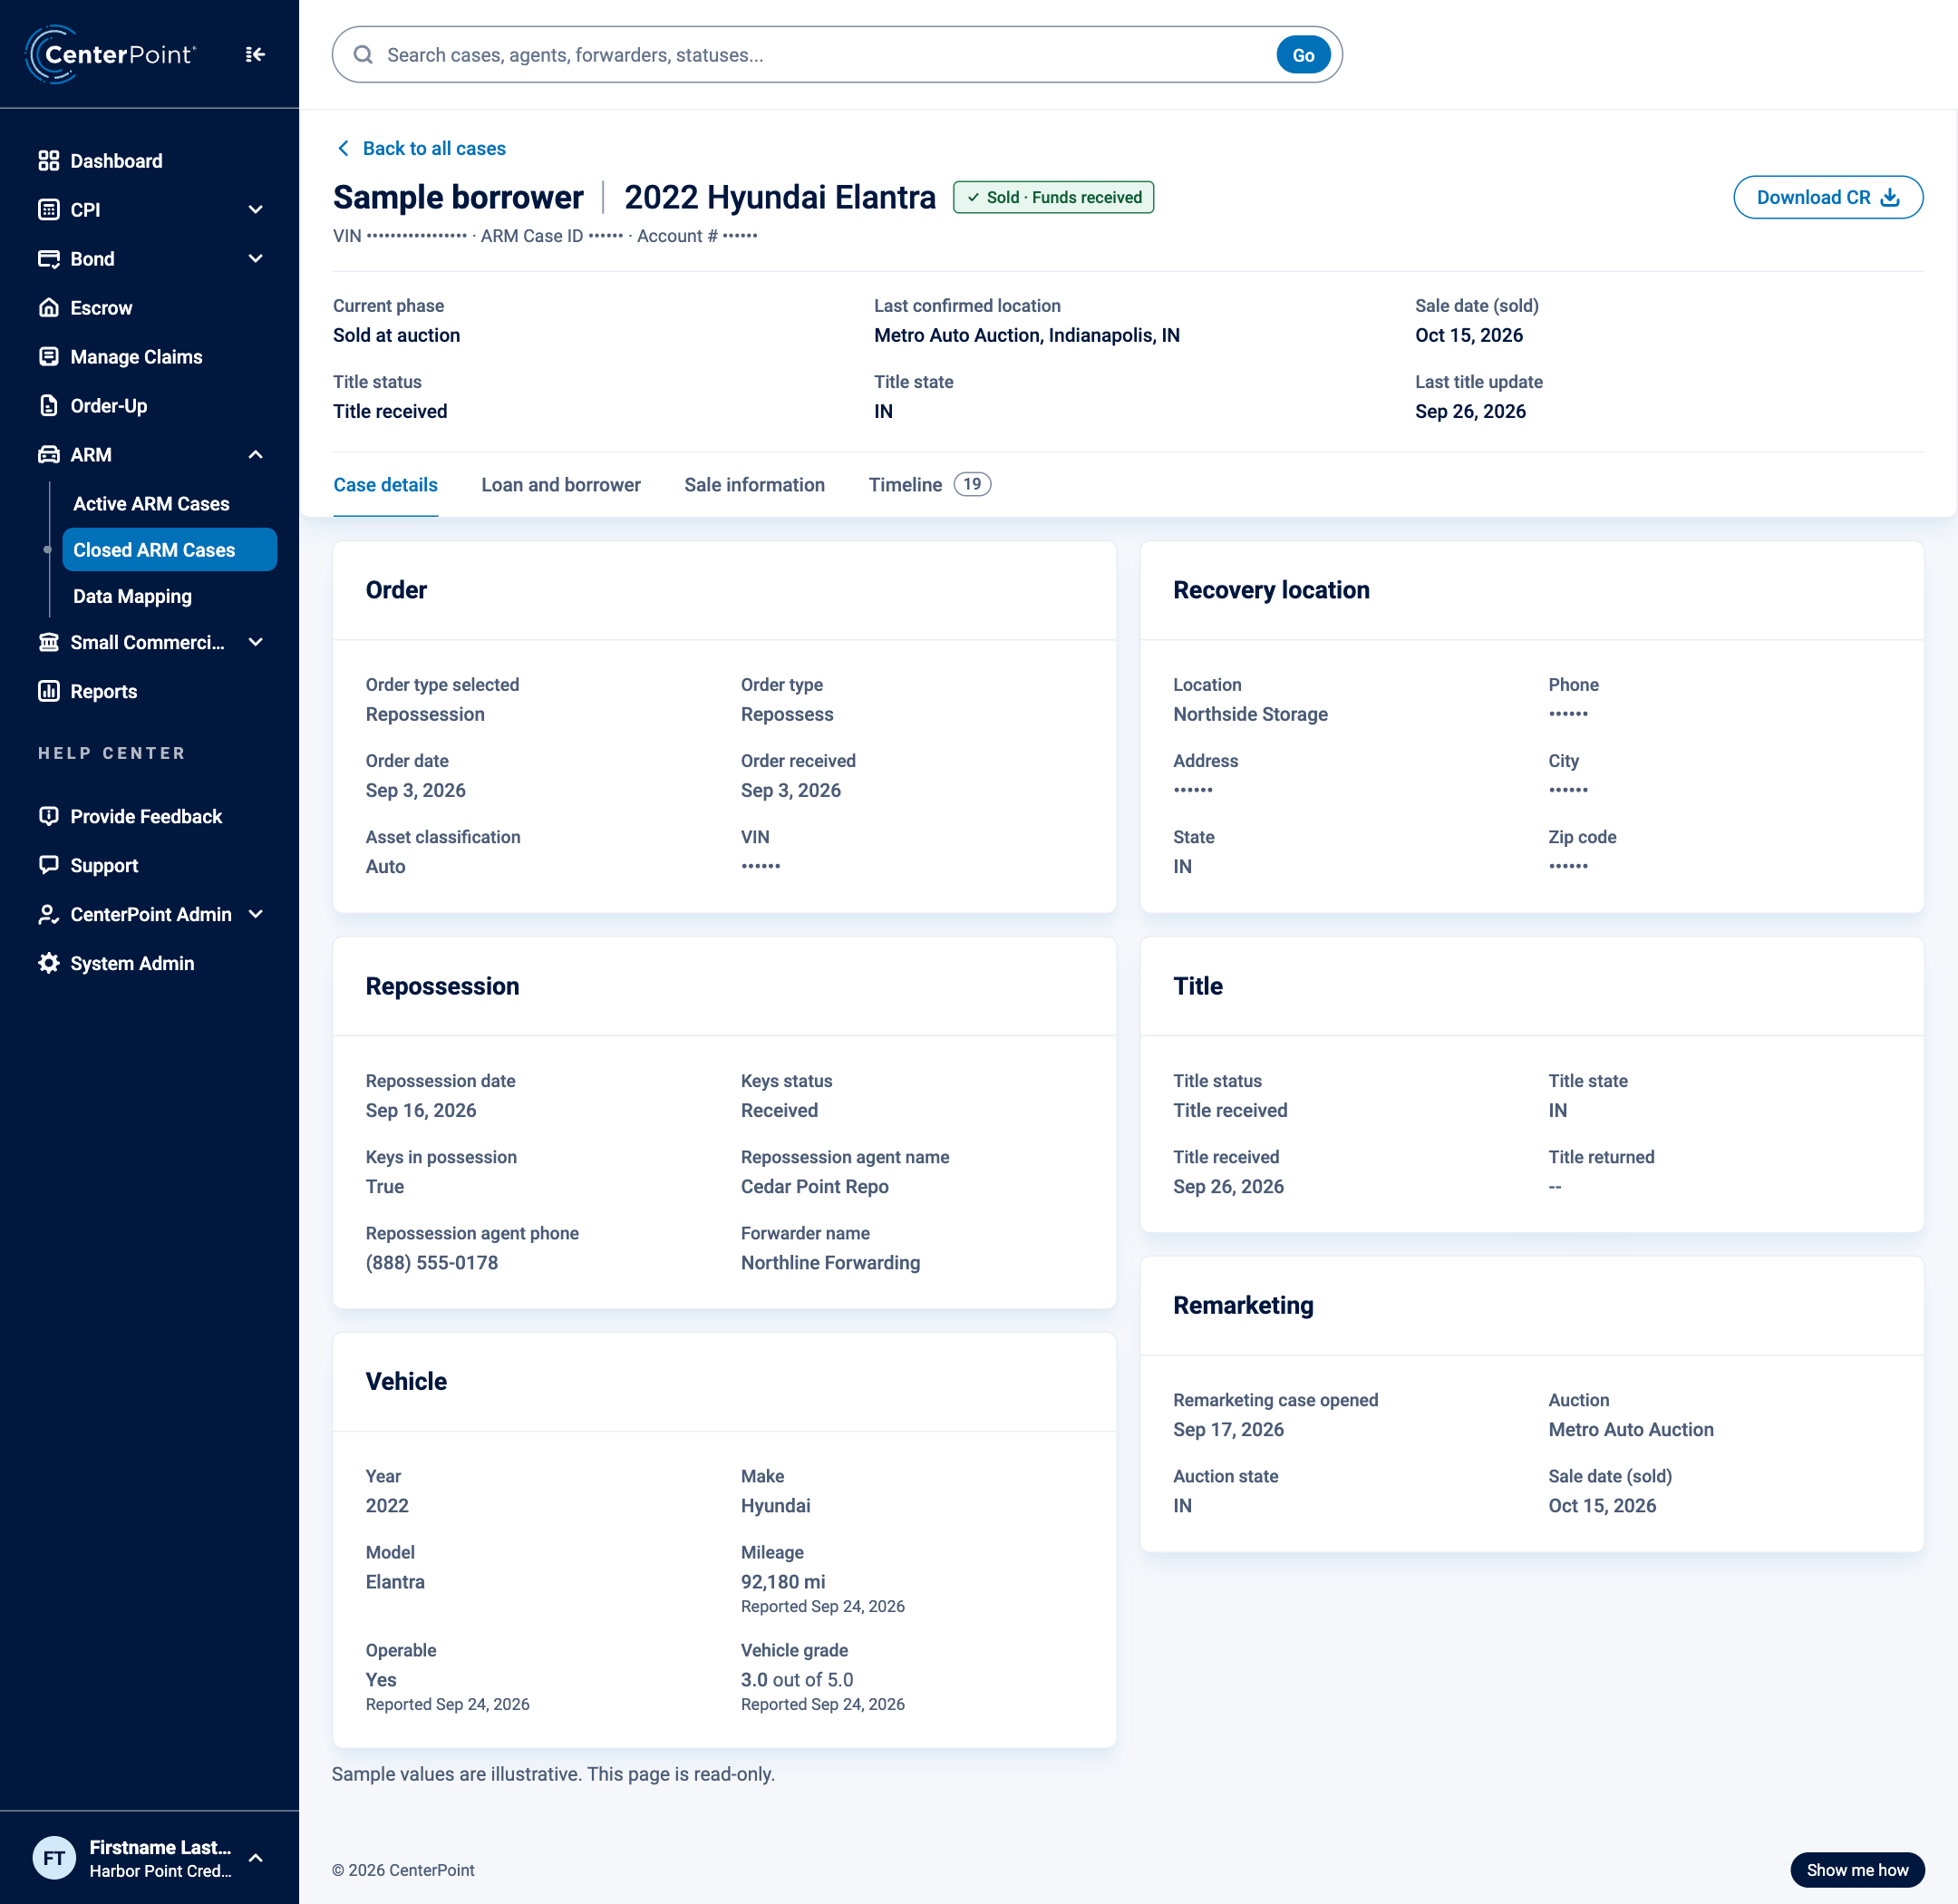 CenterPoint
Search cases, agents, forwarders, statuses...
Go
Dashboard
CPI
Bond
Escrow
Manage Claims
Order-Up
ARM
Active ARM Cases
Closed ARM Cases
Data Mapping
Small Commerci...
Reports
HELP CENTER
Provide Feedback
Support
CenterPoint Admin
System Admin
FT
Firstname Last...
Harbor Point Cred...
Back to all cases
Sample borrower | 2022 Hyundai Elantra ✓ Sold · Funds received
Download CR
VIN ••••••••••••••••• · ARM Case ID •••••• · Account # ••••••
Current phase
Sold at auction
Last confirmed location
Metro Auto Auction, Indianapolis, IN
Sale date (sold)
Oct 15, 2026
Title status
Title received
Title state
IN
Last title update
Sep 26, 2026
Case details
Loan and borrower
Sale information
Timeline 19
Order
Order type selected
Repossession
Order type
Repossess
Order date
Sep 3, 2026
Order received
Sep 3, 2026
Asset classification
Auto
VIN
••••••
Recovery location
Location
Northside Storage
Phone
••••••
Address
••••••
City
••••••
State
IN
Zip code
••••••
Repossession
Repossession date
Sep 16, 2026
Keys status
Received
Keys in possession
True
Repossession agent name
Cedar Point Repo
Repossession agent phone
(888) 555-0178
Forwarder name
Northline Forwarding
Title
Title status
Title received
Title state
IN
Title received
Sep 26, 2026
Title returned
--
Vehicle
Year
2022
Make
Hyundai
Model
Elantra
Mileage
92,180 mi
Reported Sep 24, 2026
Operable
Yes
Reported Sep 24, 2026
Vehicle grade
3.0 out of 5.0
Reported Sep 24, 2026
Remarketing
Remarketing case opened
Sep 17, 2026
Auction
Metro Auto Auction
Auction state
IN
Sale date (sold)
Oct 15, 2026
Sample values are illustrative. This page is read-only.
© 2026 CenterPoint
Show me how